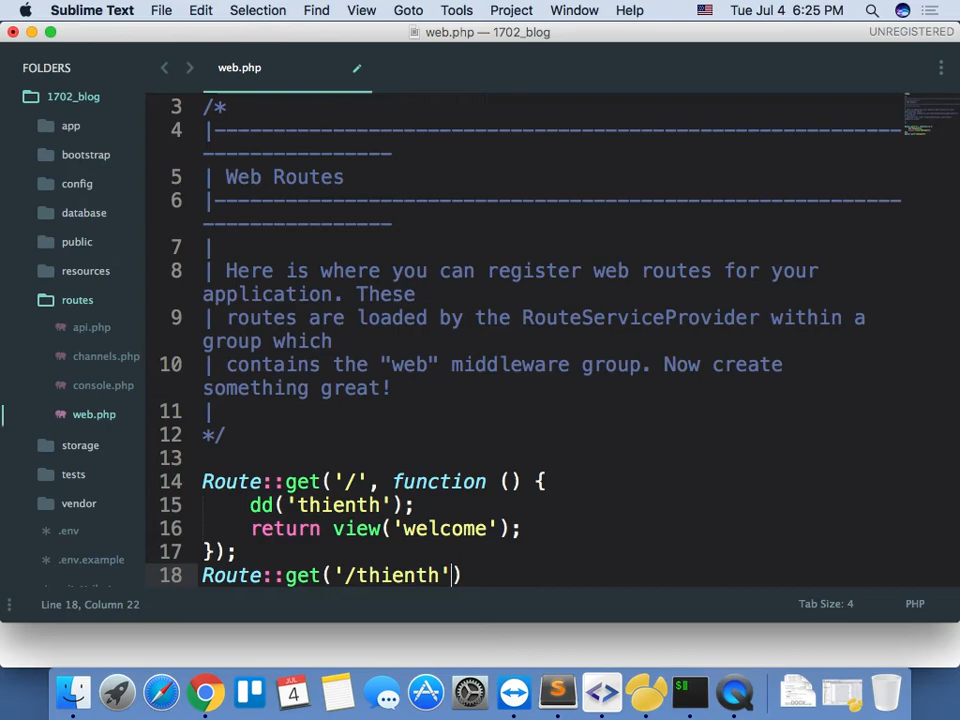 Sublime Text File Edit Selection Find View Goto Tools Project Window Help Tue Jul 4 6:25 PM
web.php — 1702_blog UNREGISTERED
FOLDERS
1702_blog
app
bootstrap
config
database
public
resources
routes
api.php
channels.php
console.php
web.php
storage
tests
vendor
.env
.env.example
web.php
3 /*
4 |--------------------------------------------------------------------------
5 | Web Routes
6 |--------------------------------------------------------------------------
7 |
8 | Here is where you can register web routes for your
application. These
9 | routes are loaded by the RouteServiceProvider within a
group which
10 | contains the "web" middleware group. Now create
something great!
11 |
12 */
13
14 Route::get('/', function () {
15 dd('thienth');
16 return view('welcome');
17 });
18 Route::get('/thienth')
Line 18, Column 22 Tab Size: 4 PHP
JUL
4